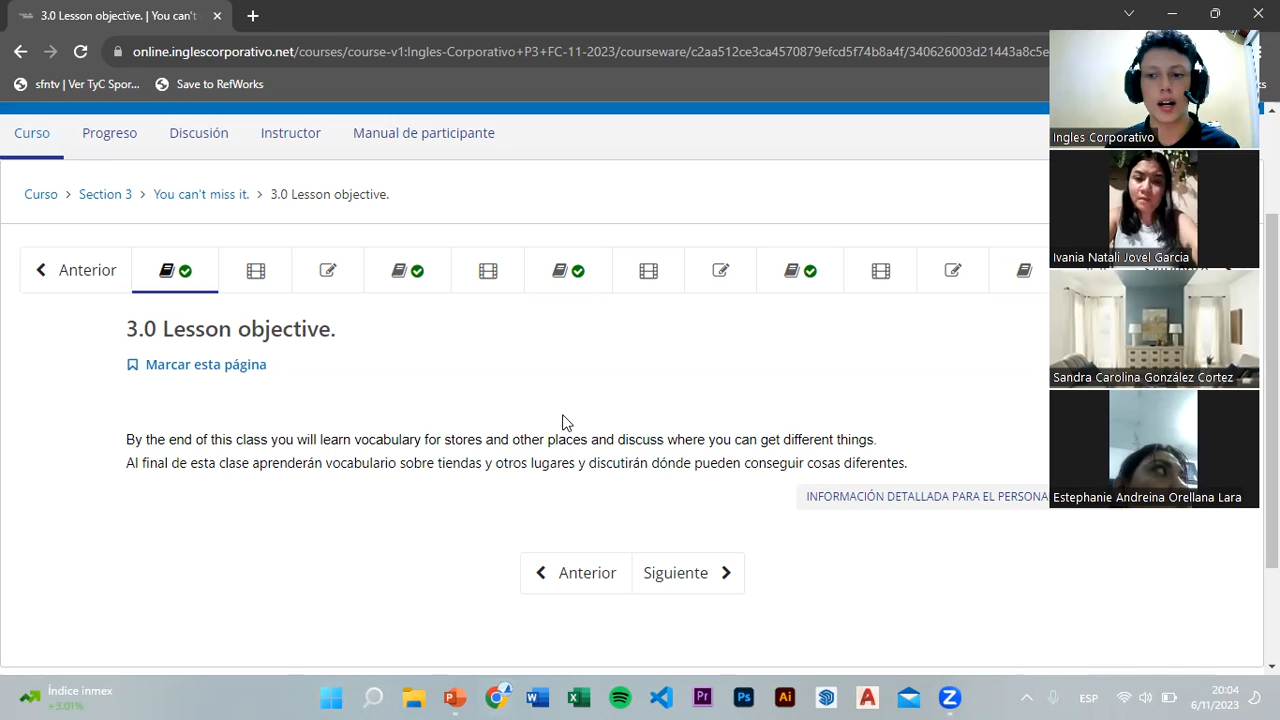 3.0 Lesson objective. | You can't
online.inglescorporativo.net/courses/course-v1:Ingles-Corporativo+P3+FC-11-2023/courseware/c2aa512ce3ca4570879efcd5f74b8a4f/340626003d21443a8c5e
sfntv | Ver TyC Spor...
Save to RefWorks
Curso
Progreso
Discusión
Instructor
Manual de participante
Curso > Section 3 > You can't miss it. > 3.0 Lesson objective.
Anterior
3.0 Lesson objective.
Marcar esta página
By the end of this class you will learn vocabulary for stores and other places and discuss where you can get different things.
Al final de esta clase aprenderán vocabulario sobre tiendas y otros lugares y discutirán dónde pueden conseguir cosas diferentes.
INFORMACIÓN DETALLADA PARA EL PERSONA
Anterior
Siguiente
Ingles Corporativo
Ivania Natali Jovel Garcia
Sandra Carolina González Cortez
Estephanie Andreina Orellana Lara
Índice inmex
+3.01%
ESP
20:04
6/11/2023